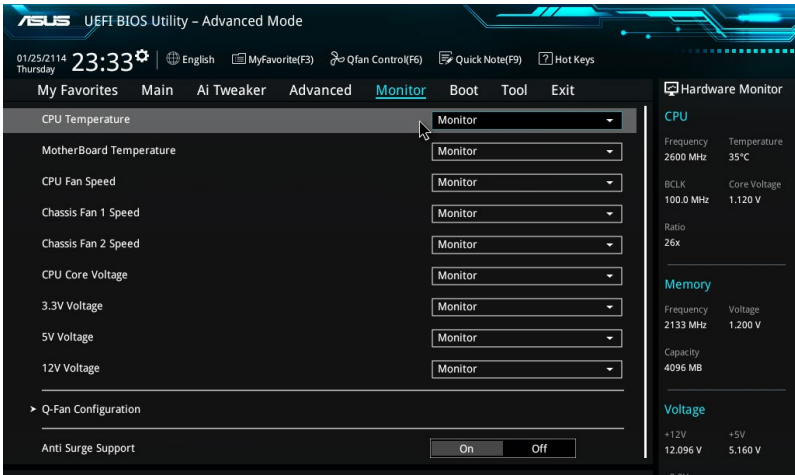 ASUS UEFI BIOS Utility – Advanced Mode
01/25/2114
Thursday
23:33
English
MyFavorite(F3)
Qfan Control(F6)
Quick Note(F9)
? Hot Keys
My Favorites Main Ai Tweaker Advanced Monitor Boot Tool Exit
CPU Temperature Monitor
MotherBoard Temperature Monitor
CPU Fan Speed Monitor
Chassis Fan 1 Speed Monitor
Chassis Fan 2 Speed Monitor
CPU Core Voltage Monitor
3.3V Voltage Monitor
5V Voltage Monitor
12V Voltage Monitor
Q-Fan Configuration
Anti Surge Support On Off
Hardware Monitor
CPU
Frequency Temperature
2600 MHz 35°C
BCLK Core Voltage
100.0 MHz 1.120 V
Ratio
26x
Memory
Frequency Voltage
2133 MHz 1.200 V
Capacity
4096 MB
Voltage
+12V +5V
12.096 V 5.160 V